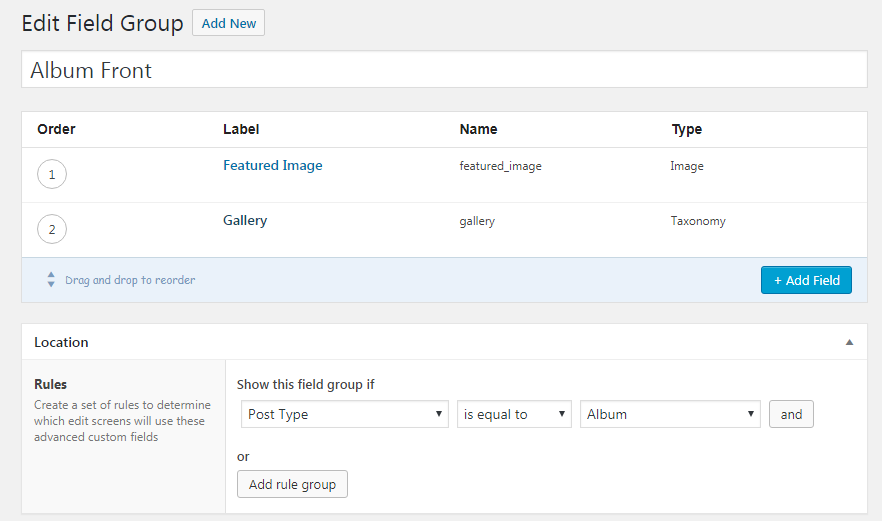 Edit Field Group Add New
Album Front
Order Label Name Type
1 Featured Image featured_image Image
2 Gallery gallery Taxonomy
Drag and drop to reorder + Add Field
Location
Rules
Create a set of rules to determine
which edit screens will use these
advanced custom fields
Show this field group if
Post Type is equal to Album and
or
Add rule group